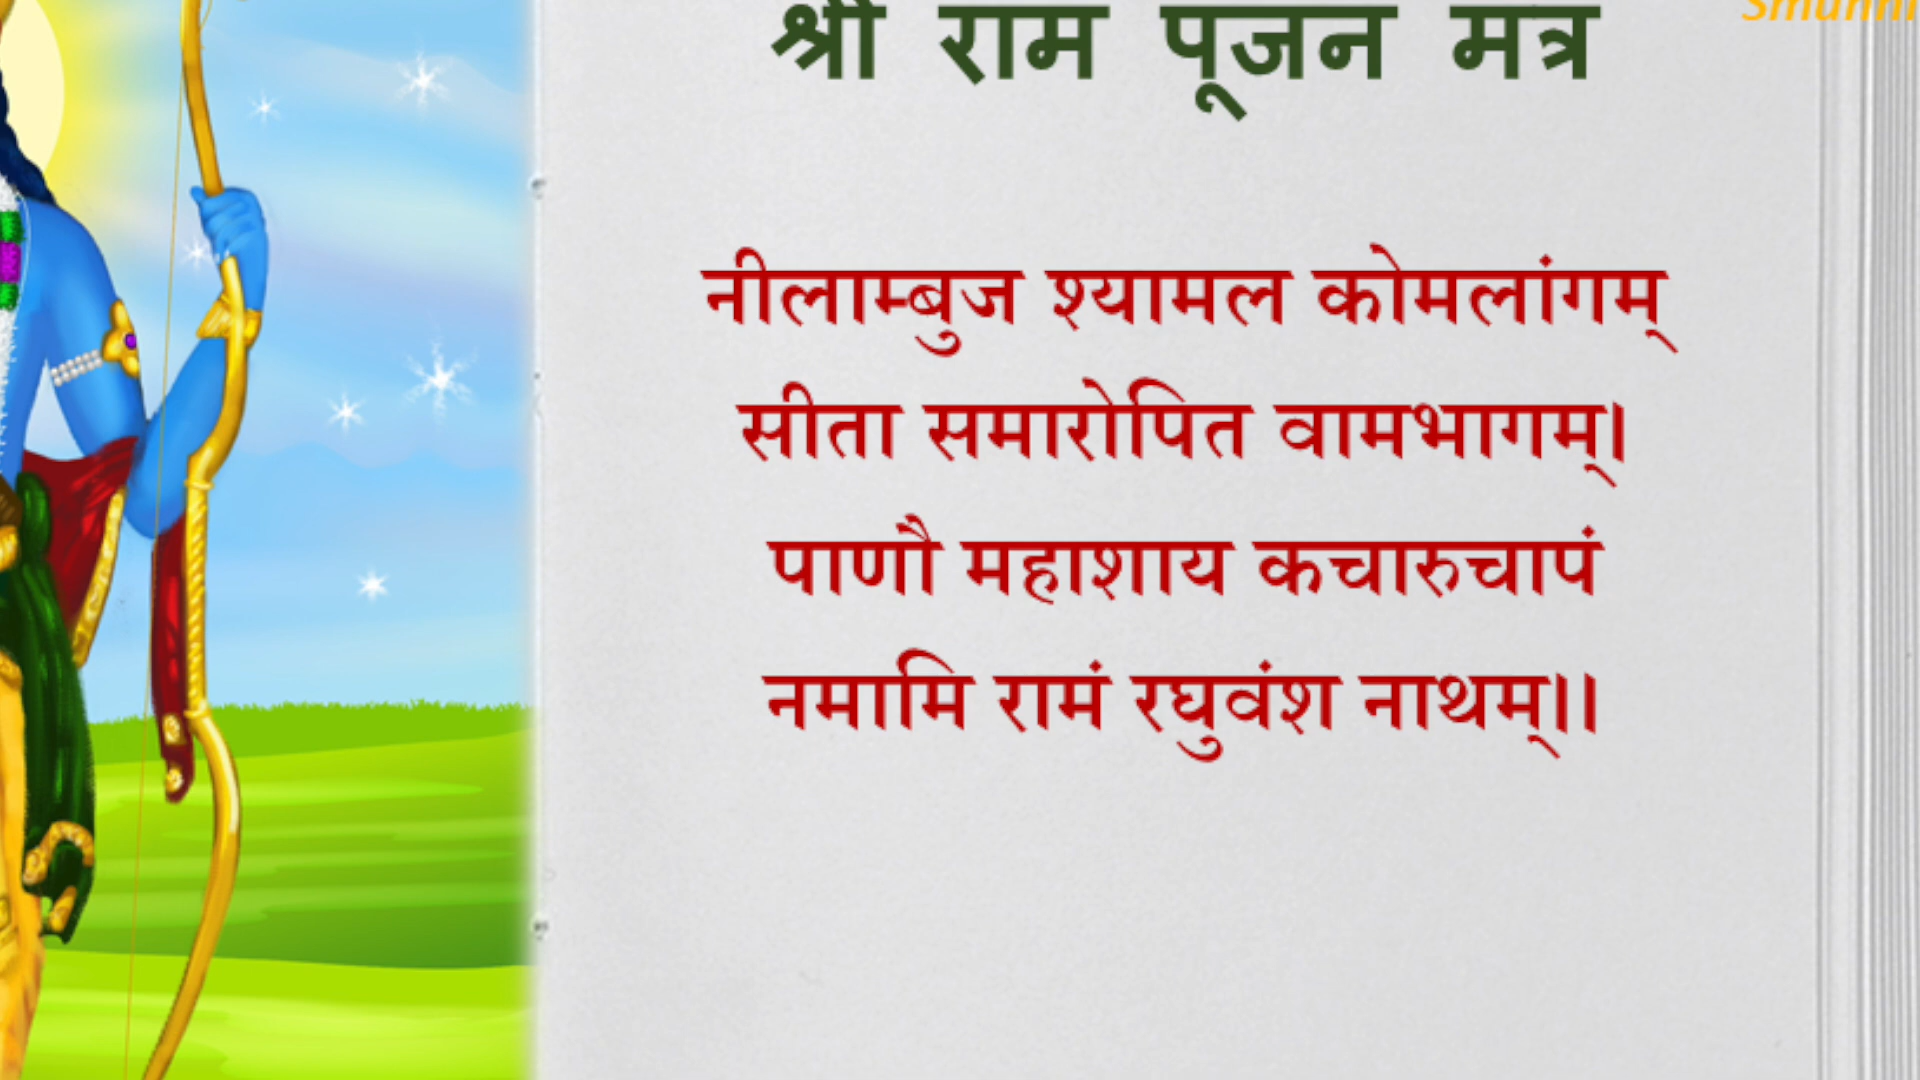 श्री राम पूजन मंत्र
नीलाम्बुज श्यामल कोमलांगम्
सीता समारोपित वामभागम्।
पाणौ महाशाय कचारुचापं
नमामि रामं रघुवंश नाथम्।।